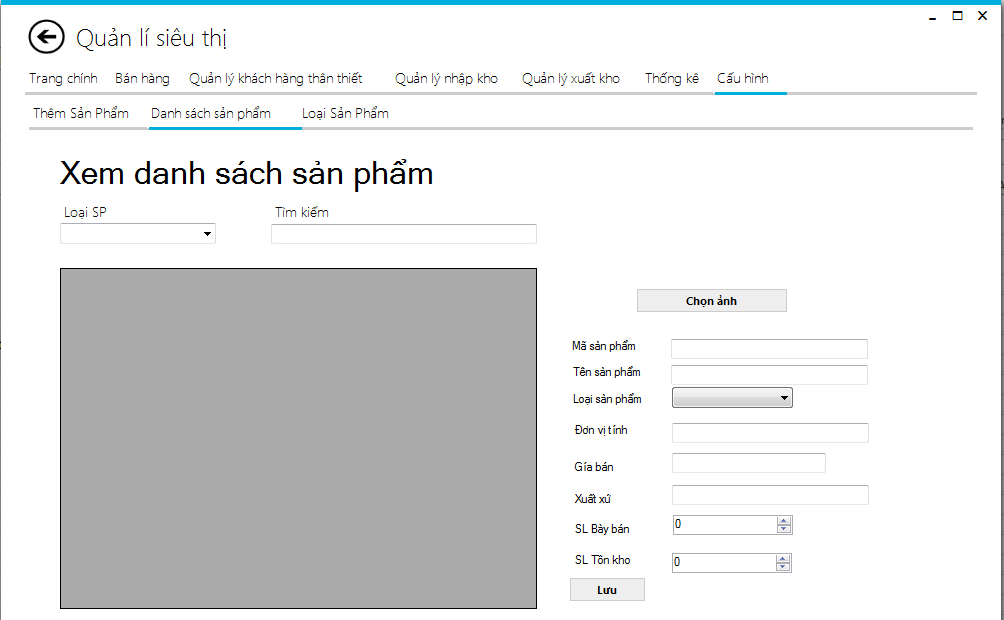 Quản lí siêu thị
Trang chính Bán hàng Quản lý khách hàng thân thiết Quản lý nhập kho Quản lý xuất kho Thống kê Cấu hình
Thêm Sản Phẩm Danh sách sản phẩm Loại Sản Phẩm
Xem danh sách sản phẩm
Loại SP Tìm kiếm
Chọn ảnh
Mã sản phẩm
Tên sản phẩm
Loại sản phẩm
Đơn vị tính
Gía bán
Xuất xứ
SL Bày bán 0
SL Tồn kho 0
Lưu